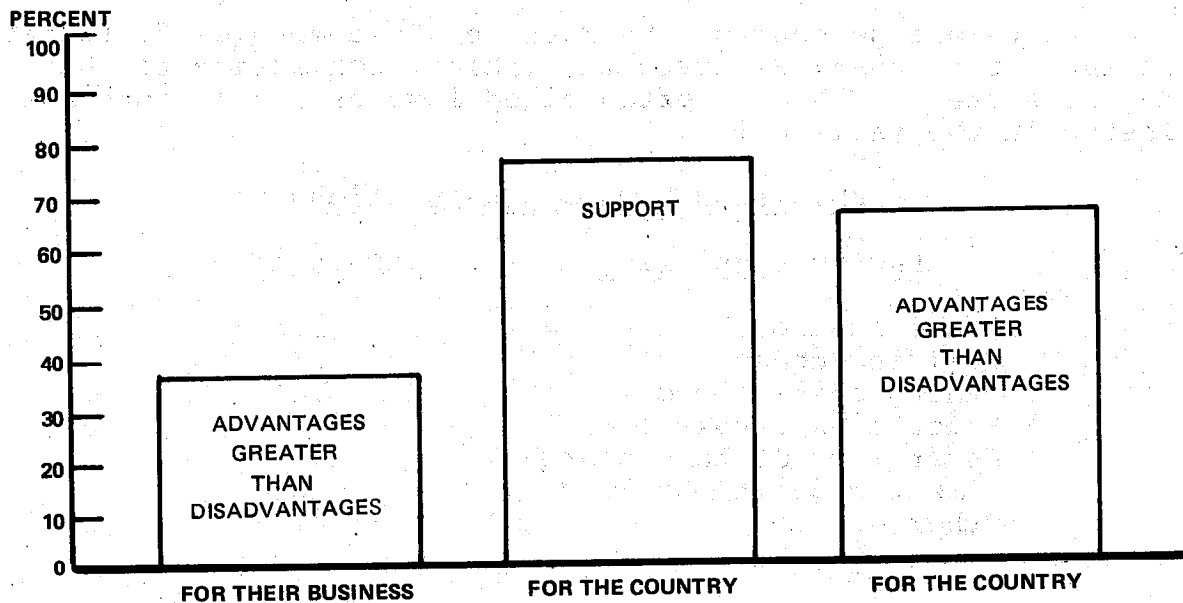 PERCENT
100
90
80
70
60
50
40
30
20
10
0
ADVANTAGES
GREATER
THAN
DISADVANTAGES
SUPPORT
ADVANTAGES
GREATER
THAN
DISADVANTAGES
FOR THEIR BUSINESS
FOR THE COUNTRY
FOR THE COUNTRY